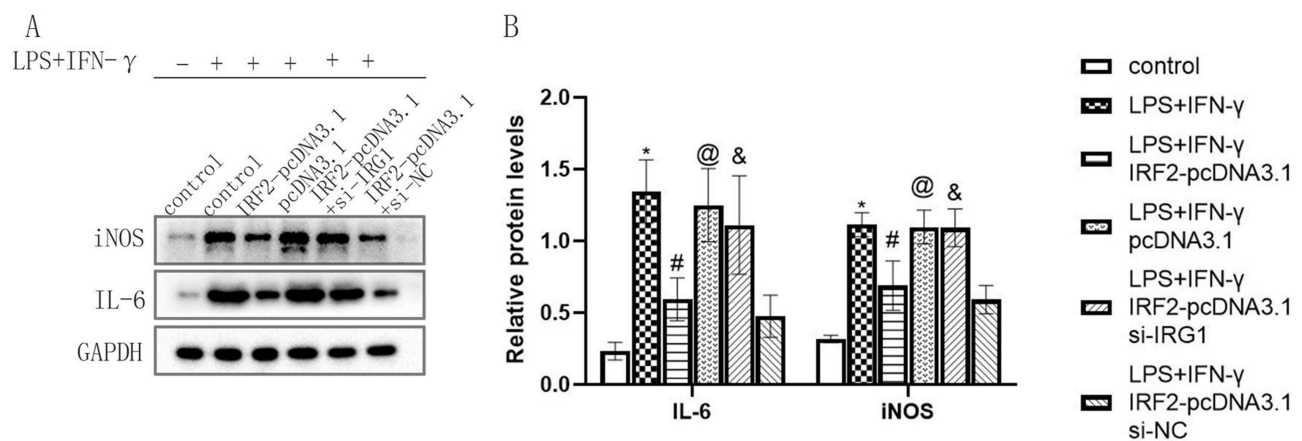 A
LPS+IFN-γ
- + + + + +
control
control
IRF2-pcDNA3.1
pcDNA3.1
IRF2-pcDNA3.1
+si-IRG1
IRF2-pcDNA3.1
+si-NC
iNOS
IL-6
GAPDH
B
Relative protein levels
2.0
1.5
1.0
0.5
0.0
* # @ &
* # @ &
IL-6
iNOS
control
LPS+IFN-γ
LPS+IFN-γ
IRF2-pcDNA3.1
LPS+IFN-γ
pcDNA3.1
LPS+IFN-γ
IRF2-pcDNA3.1
si-IRG1
LPS+IFN-γ
IRF2-pcDNA3.1
si-NC